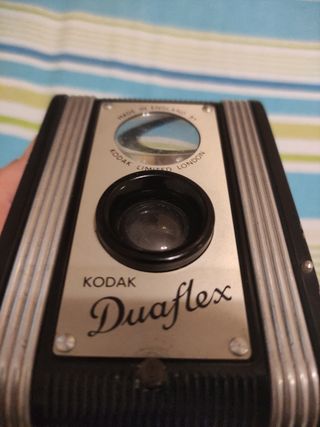 MADE IN ENGLAND BY
KODAK LIMITED LONDON
KODAK
Duaflex